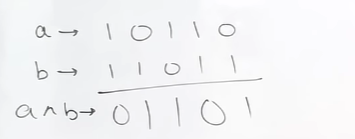 a → 1 0 1 1 0
b → 1 1 0 1 1
a ^ b → 0 1 1 0 1